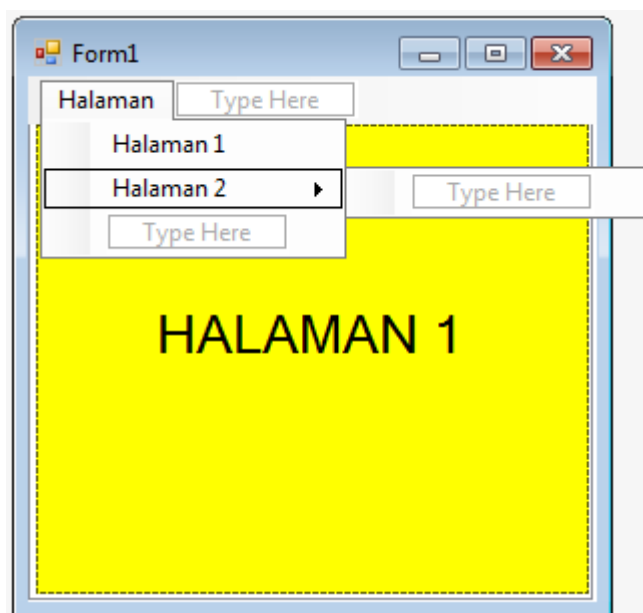 Form1
Halaman Type Here
Halaman 1
Halaman 2 Type Here
Type Here
HALAMAN 1